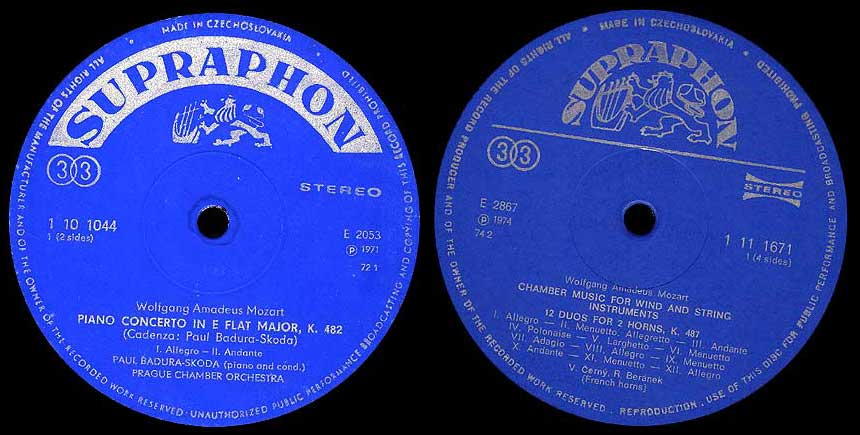 ALL RIGHTS OF THE MANUFACTURER AND OF THE OWNER OF THE RECORDED WORK RESERVED · UNAUTHORIZED PUBLIC PERFORMANCE BROADCASTING AND COPYING OF THIS RECORD PROHIBITED · MADE IN CZECHOSLOVAKIA ·
SUPRAPHON
33
STEREO
1 10 1044
1 (2 sides)
E 2053
Ⓟ 1971
72 1
Wolfgang Amadeus Mozart
PIANO CONCERTO IN E FLAT MAJOR, K. 482
(Cadenza: Paul Badura-Skoda)
I. Allegro — II. Andante
PAUL BADURA-SKODA (piano and cond.)
PRAGUE CHAMBER ORCHESTRA
ALL RIGHTS OF THE RECORD PRODUCER AND OF THE OWNER OF THE RECORDED WORK RESERVED. REPRODUCTION. USE OF THIS DISC FOR PUBLIC PERFORMANCE AND BROADCASTING PROHIBITED • MADE IN CZECHOSLOVAKIA •
SUPRAPHON
33
STEREO
E 2867
Ⓟ 1974
74 2
1 11 1671
1 (4 sides)
Wolfgang Amadeus Mozart
CHAMBER MUSIC FOR WIND AND STRING
INSTRUMENTS
12 DUOS FOR 2 HORNS, K. 487
I. Allegro — II. Menuetto, Allegretto — III. Andante
IV. Polonaise — V. Larghetto — VI. Menuetto
VII. Adagio — VIII. Allegro — IX. Menuetto
X. Andante — XI. Menuetto — XII. Allegro
V. Černý, R. Beránek
(French horns)